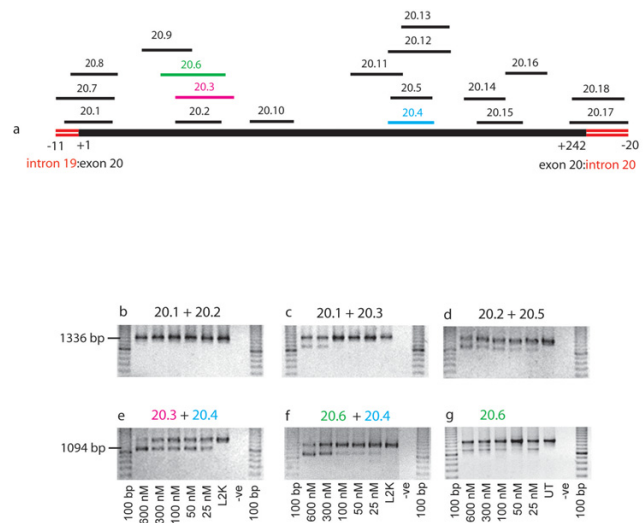 20.13
20.9
20.12
20.8
20.6
20.11
20.16
20.7
20.3
20.5
20.14
20.18
20.1
20.2
20.10
20.4
20.15
20.17
a
-11 +1 +242 -20
intron 19:exon 20 exon 20:intron 20
b 20.1 + 20.2 c 20.1 + 20.3 d 20.2 + 20.5
1336 bp
e 20.3 + 20.4 f 20.6 + 20.4 g 20.6
1094 bp
100 bp 600 nM 300 nM 100 nM 50 nM 25 nM L2K -ve 100 bp
100 bp 600 nM 300 nM 100 nM 50 nM 25 nM L2K -ve 100 bp
100 bp 600 nM 300 nM 100 nM 50 nM 25 nM UT -ve 100 bp